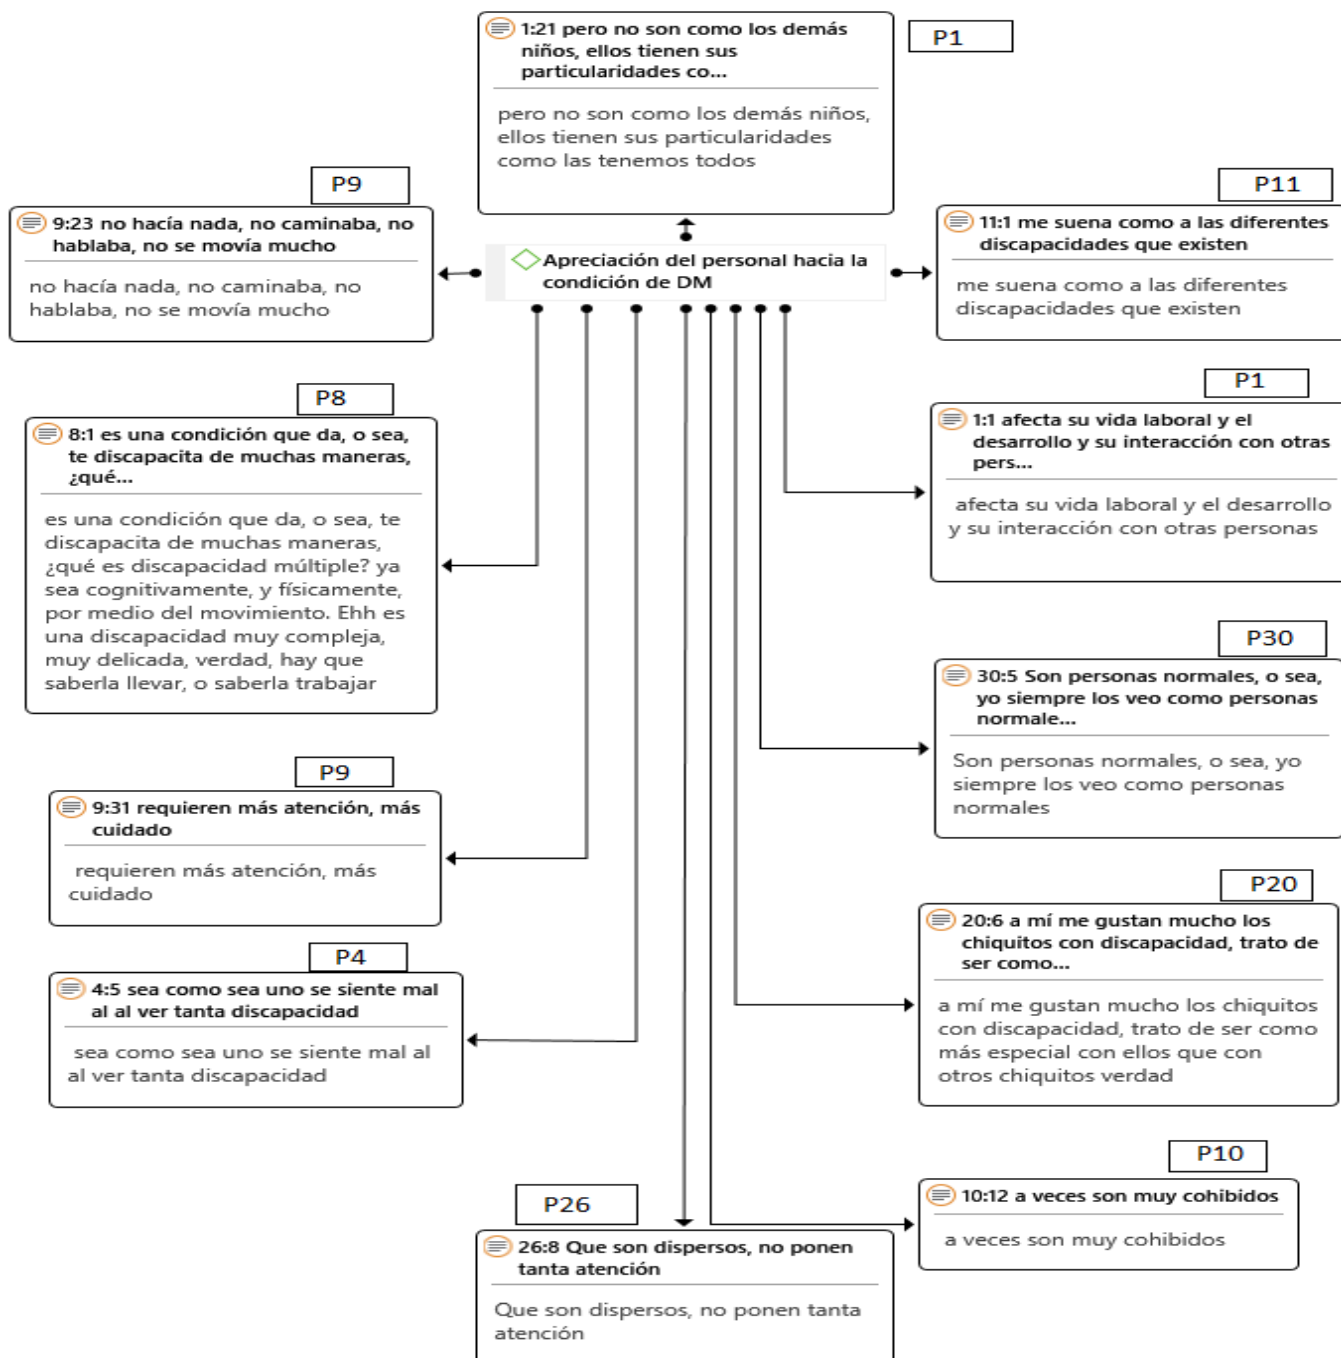 P1
1:21 pero no son como los demás
niños, ellos tienen sus
particularidades co...
pero no son como los demás niños,
ellos tienen sus particularidades
como las tenemos todos
P9
9:23 no hacía nada, no caminaba, no
hablaba, no se movía mucho
no hacía nada, no caminaba, no
hablaba, no se movía mucho
Apreciación del personal hacia la
condición de DM
P11
11:1 me suena como a las diferentes
discapacidades que existen
me suena como a las diferentes
discapacidades que existen
P8
8:1 es una condición que da, o sea,
te discapacita de muchas maneras,
¿qué...
es una condición que da, o sea, te
discapacita de muchas maneras,
¿qué es discapacidad múltiple? ya
sea cognitivamente, y físicamente,
por medio del movimiento. Ehh es
una discapacidad muy compleja,
muy delicada, verdad, hay que
saberla llevar, o saberla trabajar
P1
1:1 afecta su vida laboral y el
desarrollo y su interacción con otras
pers...
afecta su vida laboral y el desarrollo
y su interacción con otras personas
P30
30:5 Son personas normales, o sea,
yo siempre los veo como personas
normale...
Son personas normales, o sea, yo
siempre los veo como personas
normales
P9
9:31 requieren más atención, más
cuidado
requieren más atención, más
cuidado
P20
20:6 a mí me gustan mucho los
chiquitos con discapacidad, trato de
ser como...
a mí me gustan mucho los chiquitos
con discapacidad, trato de ser como
más especial con ellos que con
otros chiquitos verdad
P4
4:5 sea como sea uno se siente mal
al al ver tanta discapacidad
sea como sea uno se siente mal al
al ver tanta discapacidad
P10
10:12 a veces son muy cohibidos
a veces son muy cohibidos
P26
26:8 Que son dispersos, no ponen
tanta atención
Que son dispersos, no ponen tanta
atención